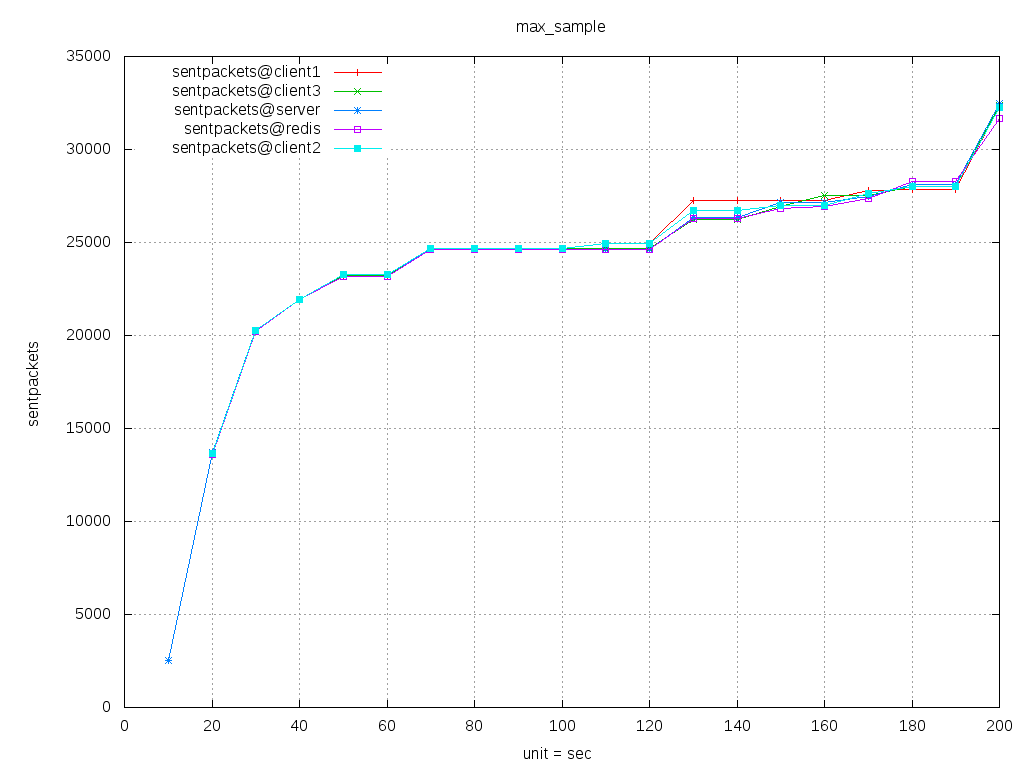 max_sample
35000
30000
25000
20000
15000
10000
5000
0
sentpackets
sentpackets@client1
sentpackets@client3
sentpackets@server
sentpackets@redis
sentpackets@client2
0 20 40 60 80 100 120 140 160 180 200
unit = sec